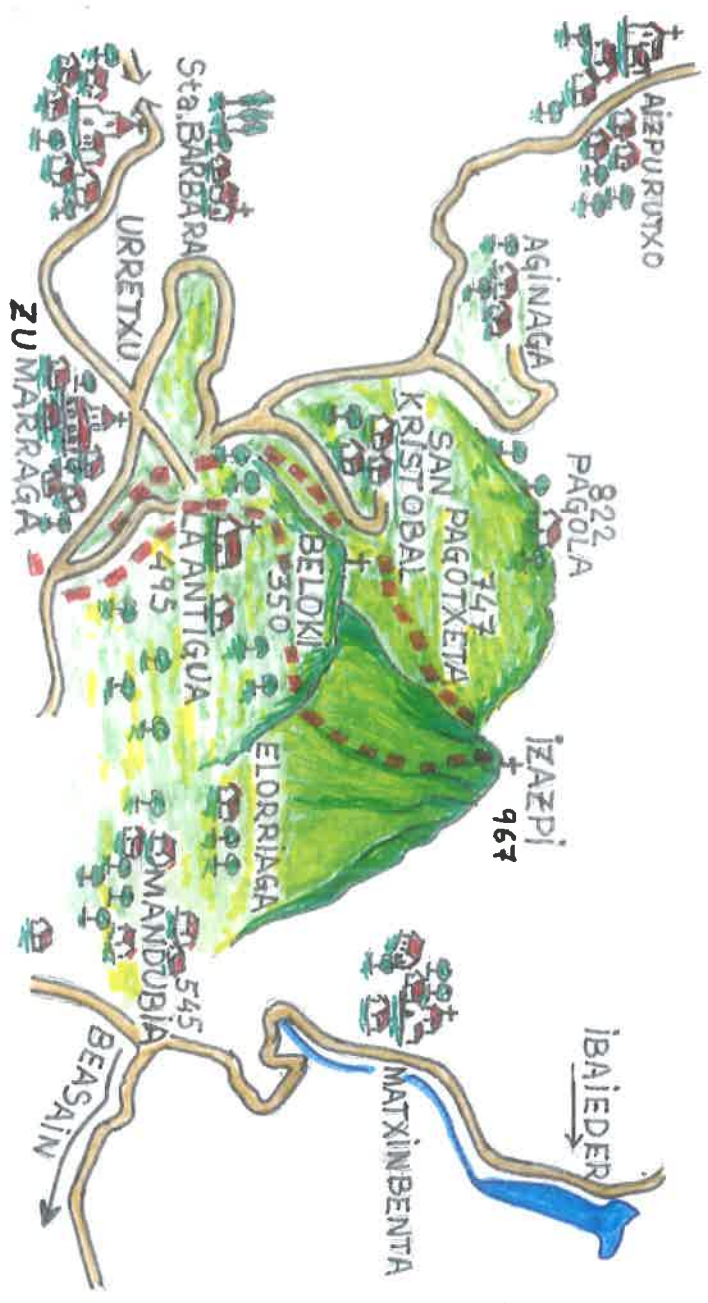 AIZPURUTXO
822
PAGOLA
IZAZPI
967
IBAIEDER
AGINAGA
747
SAN PAGOTXETA
KRISTOBAL
MATXINBENTA
BELOKI
350
ELORRIAGA
Sta.BARBARA
LA ANTIGUA
495
545
MANDUBIA
URRETXU
BEASAIN
ZUMARRAGA